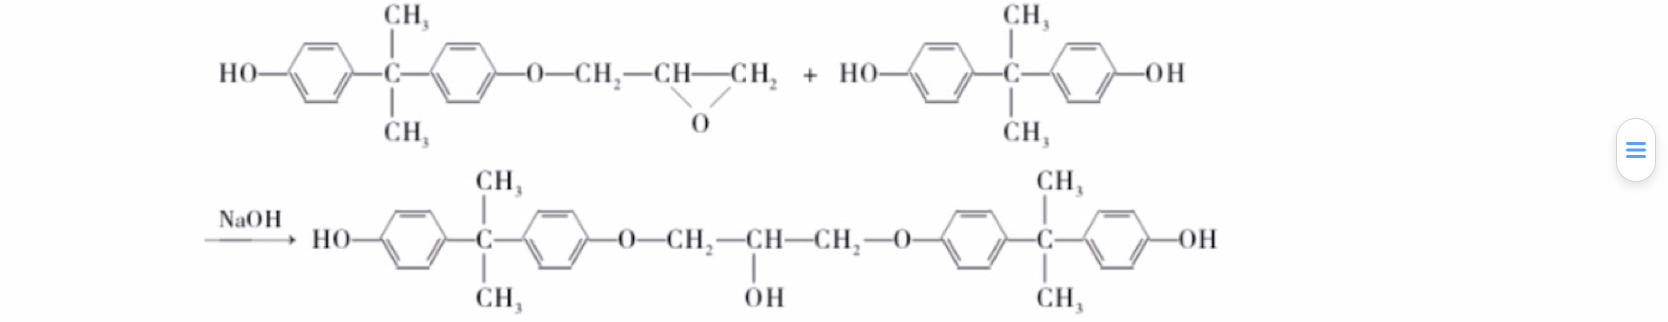 CH₃ CH₃
HO—C—O—CH₂—CH—CH₂ + HO—C—OH
O
CH₃ CH₃
CH₃ CH₃
NaOH
HO—C—O—CH₂—CH—CH₂—O—C—OH
CH₃ OH CH₃